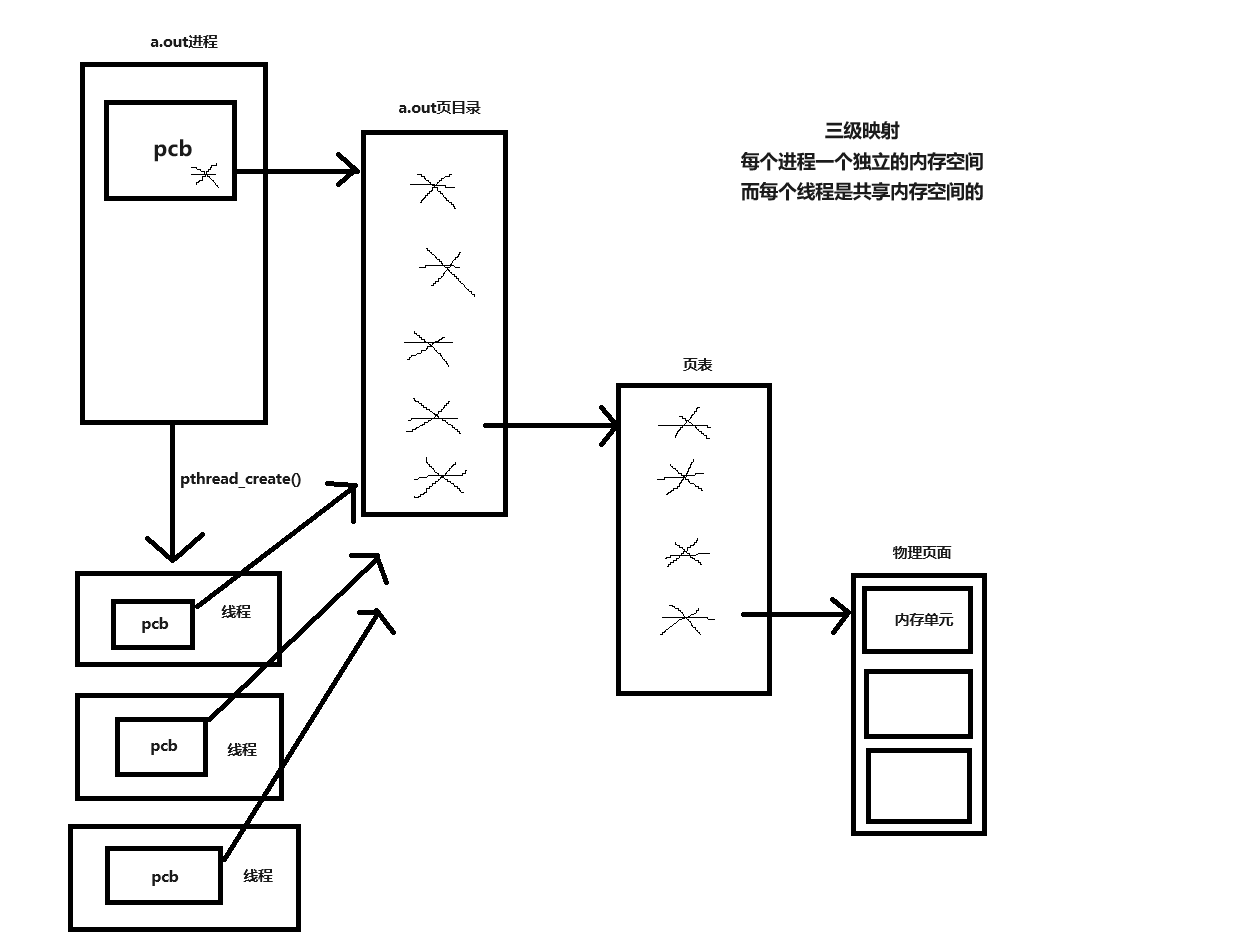 a.out进程
pcb
a.out页目录
三级映射
每个进程一个独立的内存空间
而每个线程是共享内存空间的
页表
pthread_create()
物理页面
内存单元
pcb
线程
pcb
线程
pcb
线程